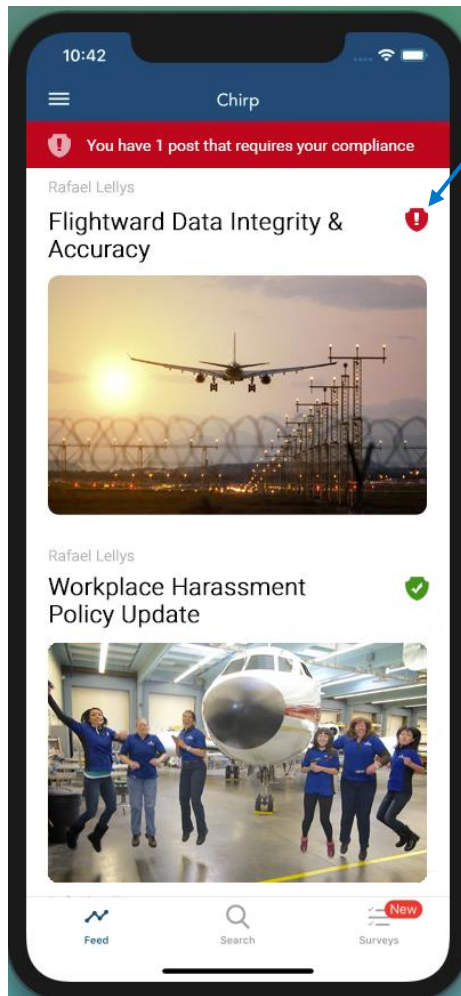 10:42
Chirp
You have 1 post that requires your compliance
Rafael Lellys
Flightward Data Integrity &
Accuracy
Rafael Lellys
Workplace Harassment
Policy Update
New
Feed
Search
Surveys